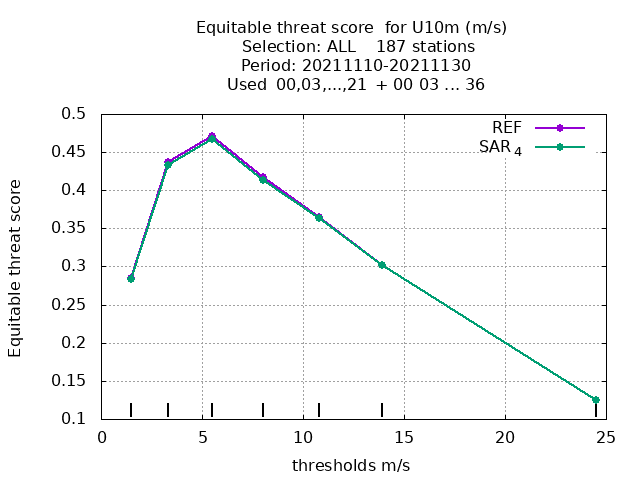 Equitable threat score for U10m (m/s)
Selection: ALL 187 stations
Period: 20211110-20211130
Used 00,03,...,21 + 00 03 ... 36
REF
SAR 4
0.5
0.45
0.4
0.35
0.3
0.25
0.2
0.15
0.1
Equitable threat score
0 5 10 15 20 25
thresholds m/s